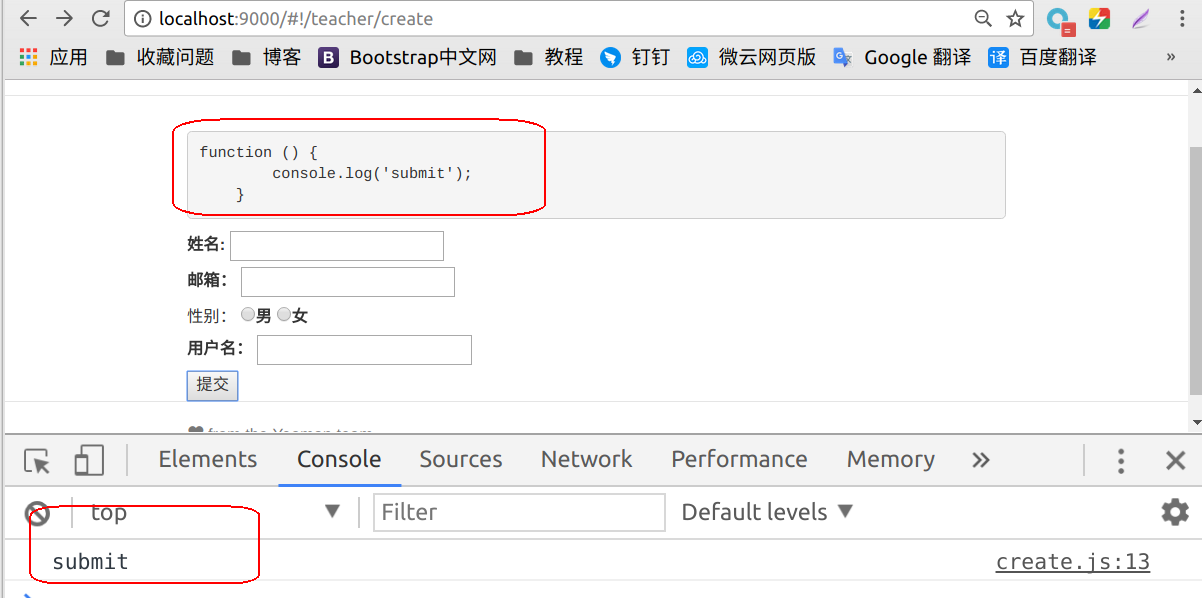 localhost:9000/#!/teacher/create
应用 收藏问题 博客 B Bootstrap中文网 教程 钉钉 微云网页版 Google 翻译 译 百度翻译 »
function () {
console.log('submit');
}
姓名:
邮箱：
性别： 男 女
用户名：
提交
from the Yeoman team
Elements Console Sources Network Performance Memory »
top Filter Default levels
submit create.js:13